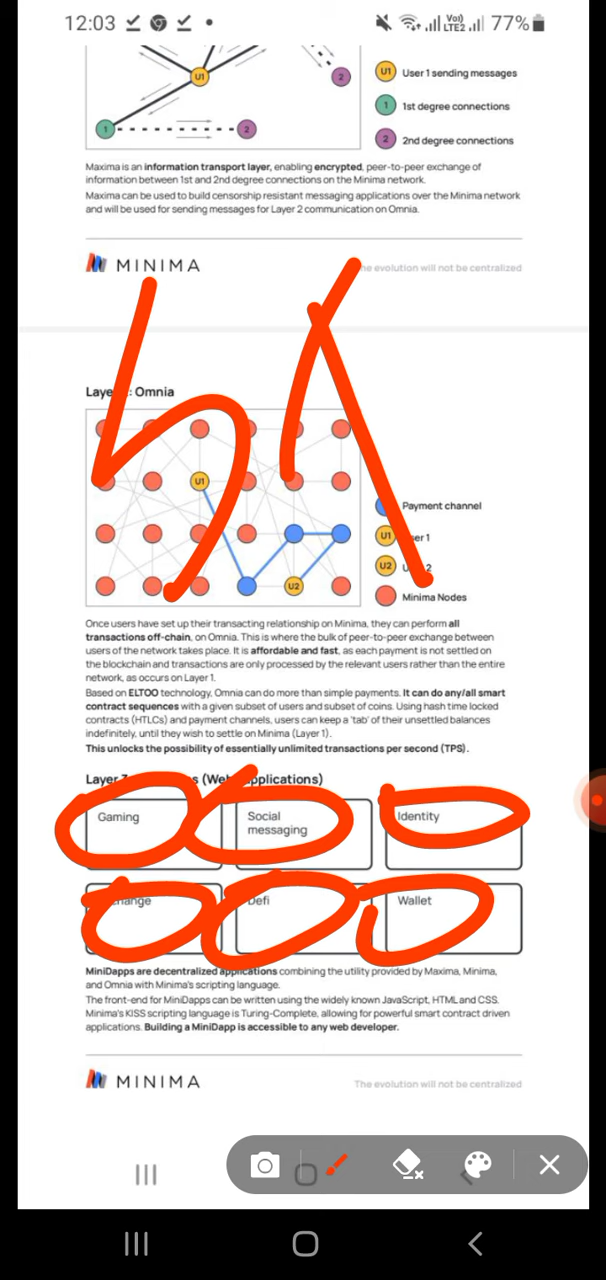 12:03
Vo)) LTE2 77%
U1 U1 User 1 sending messages
2 1 1st degree connections
1 2 2 2nd degree connections
Maxima is an information transport layer, enabling encrypted, peer-to-peer exchange of
information between 1st and 2nd degree connections on the Minima network.
Maxima can be used to build censorship resistant messaging applications over the Minima network
and will be used for sending messages for Layer 2 communication on Omnia.
MINIMA
he evolution will not be centralized
Omnia
U1 Payment channel
U1
U2 U2
Minima Nodes
Once users have set up their transacting relationship on Minima, they can perform all
transactions off-chain, on Omnia. This is where the bulk of peer-to-peer exchange between
users of the network takes place. It is affordable and fast, as each payment is not settled on
the blockchain and transactions are only processed by the relevant users rather than the entire
network, as occurs on Layer 1.
Based on ELTOO technology, Omnia can do more than simple payments. It can do any/all smart
contract sequences with a given subset of users and subset of coins. Using hash time locked
contracts (HTLCs) and payment channels, users can keep a 'tab' of their unsettled balances
indefinitely, until they wish to settle on Minima (Layer 1).
This unlocks the possibility of essentially unlimited transactions per second (TPS).
Layer
Gaming
Social
messaging
Identity
Defi
Wallet
MiniDapps are decentralized applications combining the utility provided by Maxima, Minima,
and Omnia with Minima's scripting language.
The front-end for MiniDapps can be written using the widely known JavaScript, HTML and CSS.
Minima's KISS scripting language is Turing-Complete, allowing for powerful smart contract driven
applications. Building a MiniDapp is accessible to any web developer.
MINIMA
The evolution will not be centralized